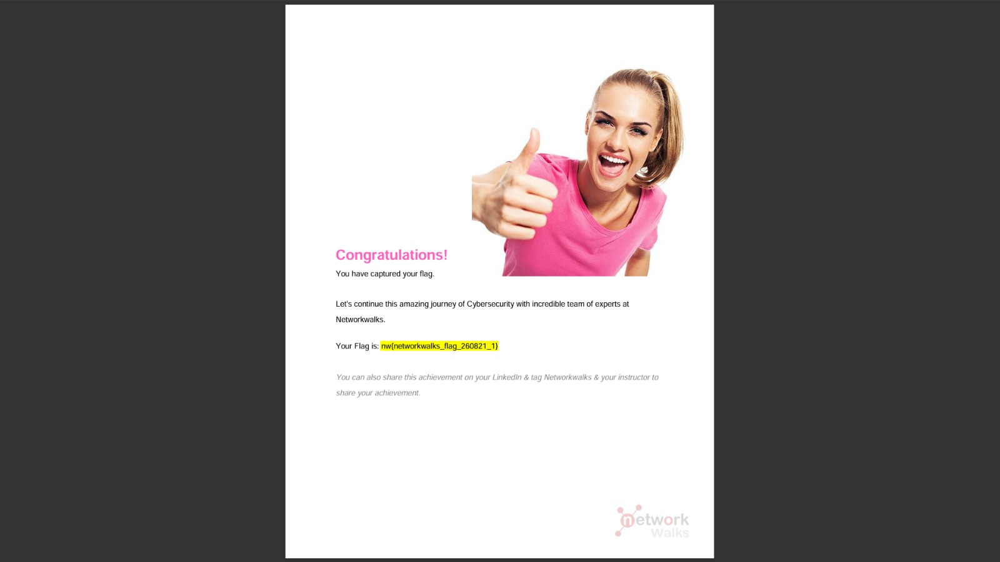 Congratulations!
You have captured your flag.
Let's continue this amazing journey of Cybersecurity with incredible team of experts at
Networkwalks.
Your Flag is: nw{networkwalks_flag_260821_1}
You can also share this achievement on your LinkedIn & tag Networkwalks & your instructor to
share your achievement.
network
Walks